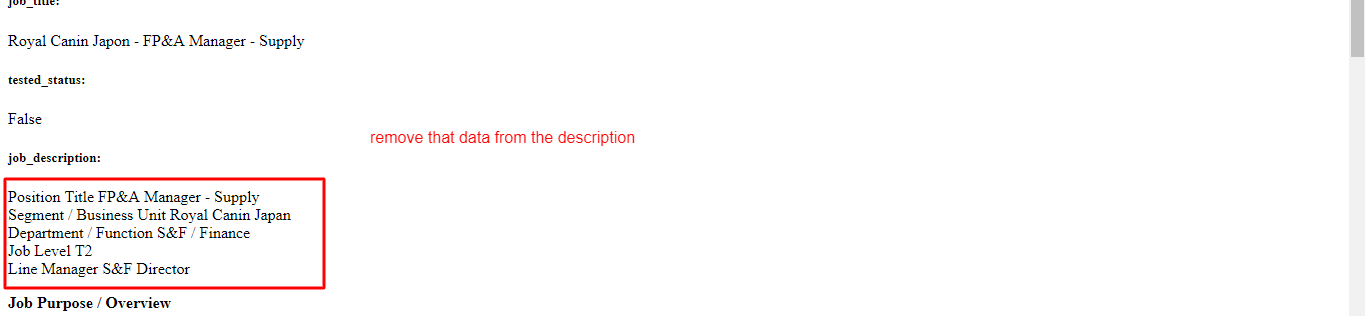 job_title:
Royal Canin Japon - FP&A Manager - Supply
tested_status:
False
remove that data from the description
job_description:
Position Title FP&A Manager - Supply
Segment / Business Unit Royal Canin Japan
Department / Function S&F / Finance
Job Level T2
Line Manager S&F Director
Job Purpose / Overview